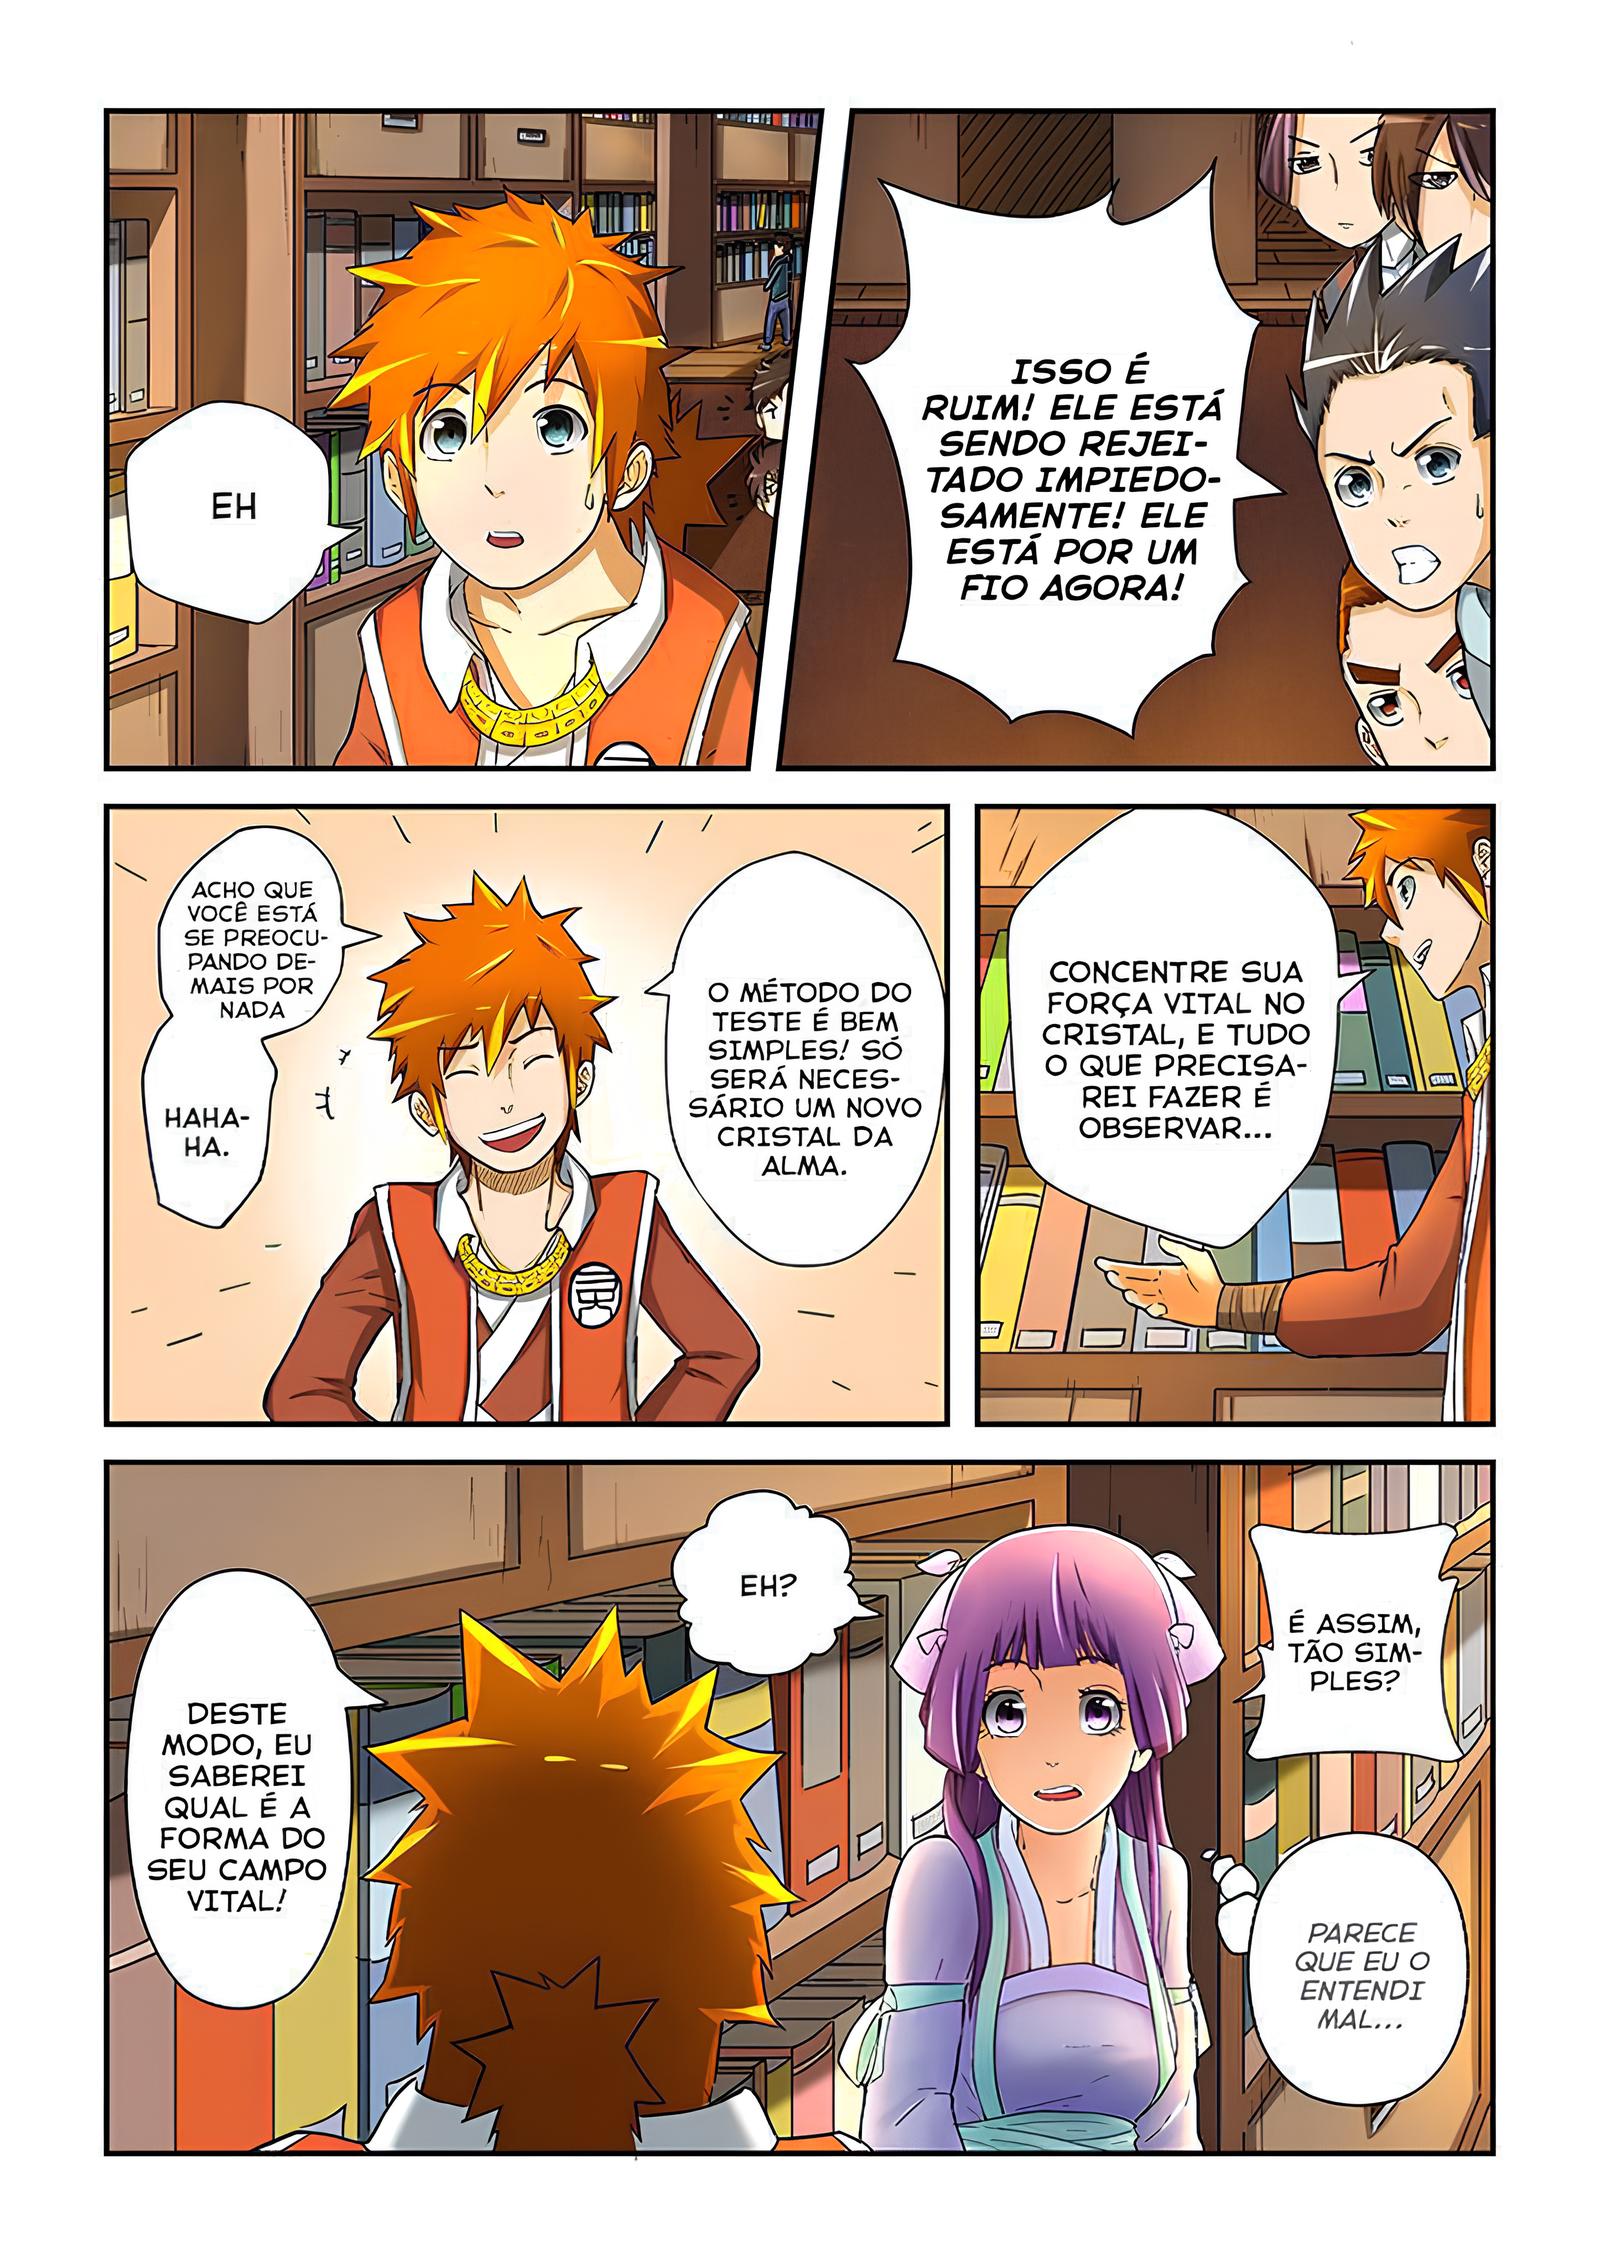 EH
ISSO É
RUIM! ELE ESTÁ
SENDO REJEI-
TADO IMPIEDO-
SAMENTE! ELE
ESTÁ POR UM
FIO AGORA!
ACHO QUE
VOCÊ ESTÁ
SE PREOCU-
PANDO DE-
MAIS POR
NADA
HAHA-
HA.
O MÉTODO DO
TESTE É BEM
SIMPLES! SÓ
SERÁ NECES-
SÁRIO UM NOVO
CRISTAL DA
ALMA.
CONCENTRE SUA
FORÇA VITAL NO
CRISTAL, E TUDO
O QUE PRECISA-
REI FAZER É
OBSERVAR...
DESTE
MODO, EU
SABEREI
QUAL É A
FORMA DO
SEU CAMPO
VITAL!
EH?
É ASSIM,
TÃO SIM-
PLES?
PARECE
QUE EU O
ENTENDI
MAL...